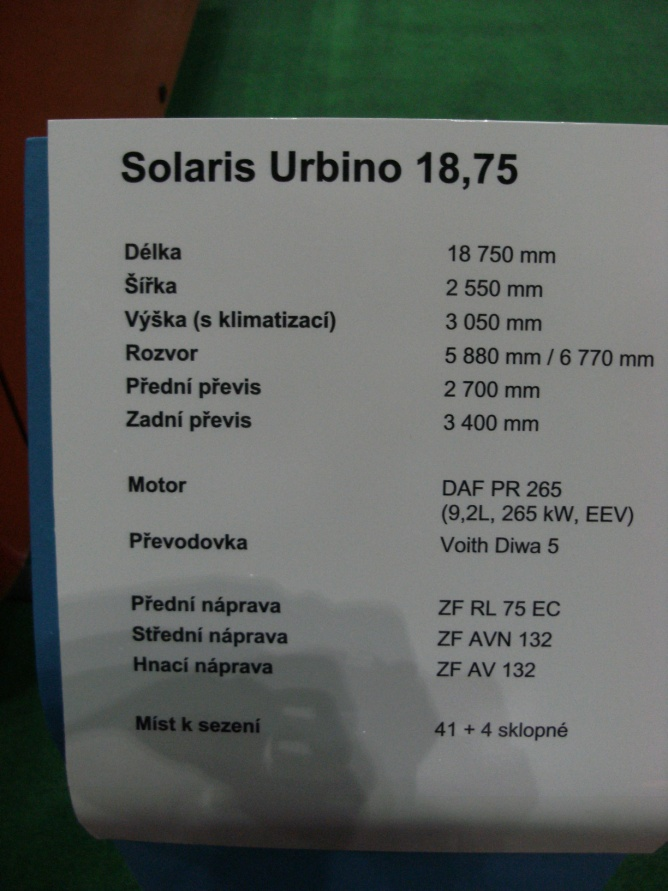 Solaris Urbino 18,75
Délka 18 750 mm
Šířka 2 550 mm
Výška (s klimatizací) 3 050 mm
Rozvor 5 880 mm / 6 770 mm
Přední převis 2 700 mm
Zadní převis 3 400 mm
Motor DAF PR 265
(9,2L, 265 kW, EEV)
Převodovka Voith Diwa 5
Přední náprava ZF RL 75 EC
Střední náprava ZF AVN 132
Hnací náprava ZF AV 132
Míst k sezení 41 + 4 sklopné